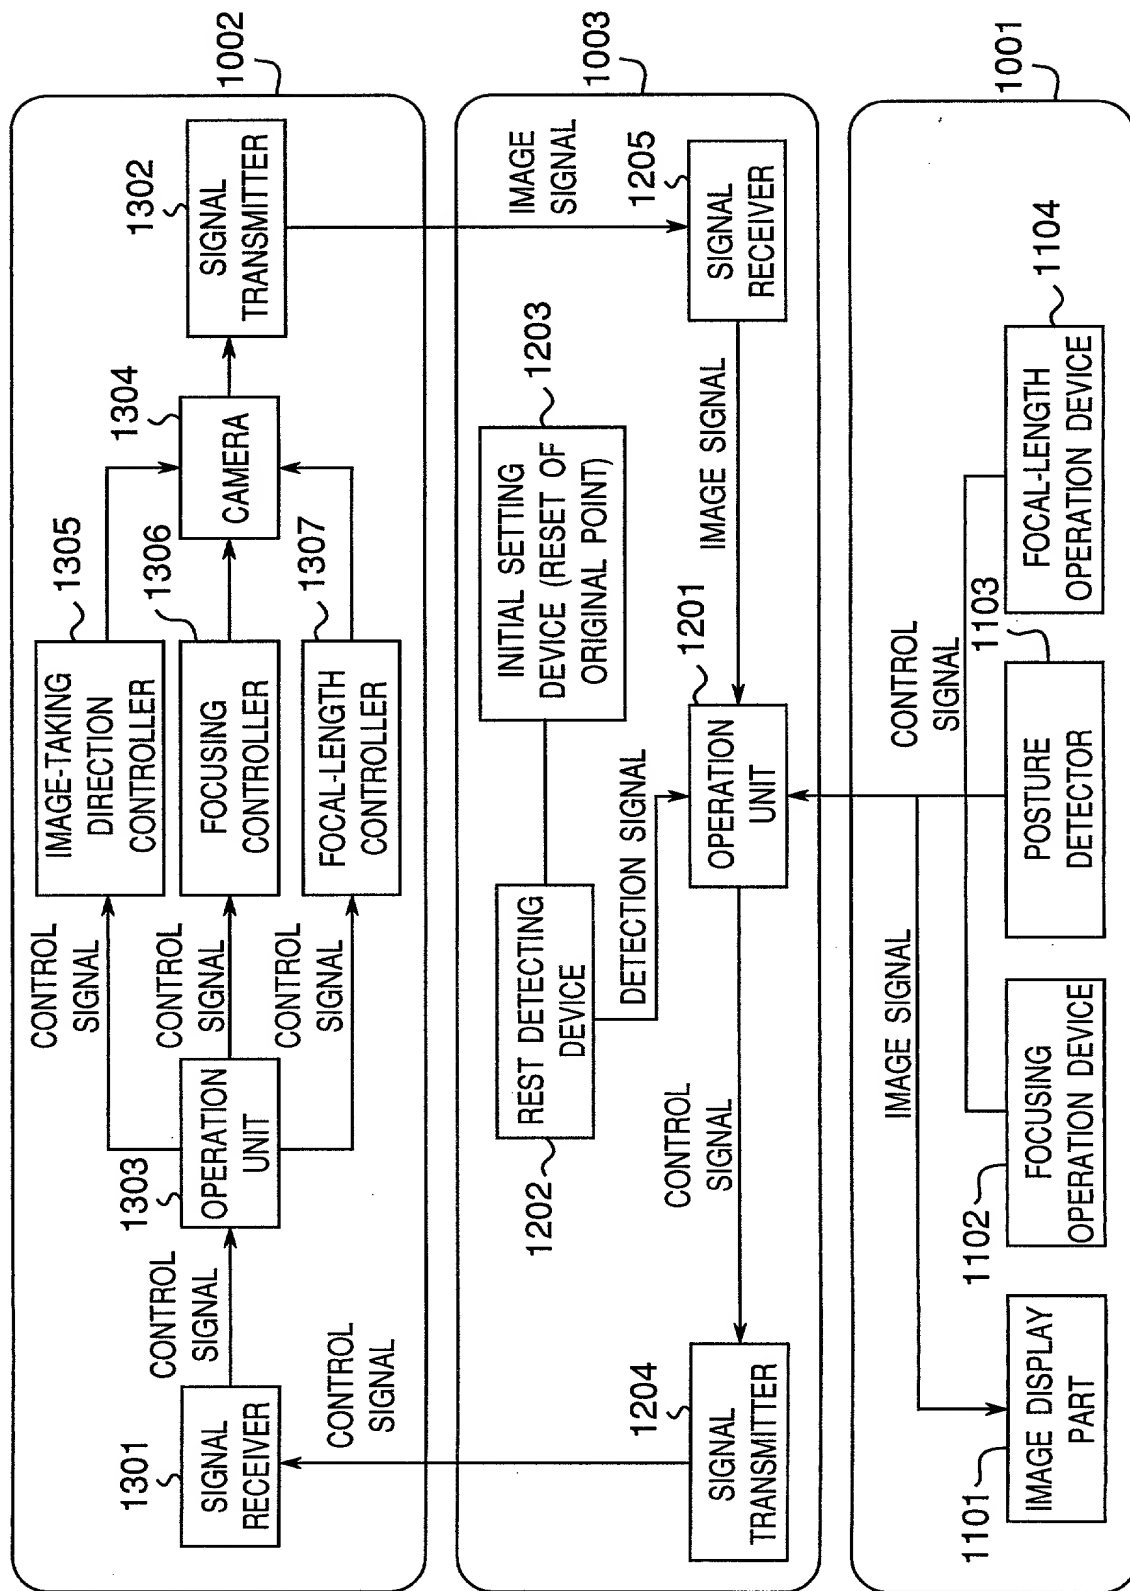 1002
1301
SIGNAL
RECEIVER
CONTROL
SIGNAL
1303
OPERATION
UNIT
CONTROL
SIGNAL
CONTROL
SIGNAL
CONTROL
SIGNAL
IMAGE-TAKING
DIRECTION
CONTROLLER
1305
FOCUSING
CONTROLLER
1306
FOCAL-LENGTH
CONTROLLER
1307
1304
CAMERA
1302
SIGNAL
TRANSMITTER
CONTROL
SIGNAL
IMAGE
SIGNAL
1003
1204
SIGNAL
TRANSMITTER
CONTROL
SIGNAL
1202
REST DETECTING
DEVICE
DETECTION SIGNAL
INITIAL SETTING
DEVICE (RESET OF
ORIGINAL POINT)
1203
1201
OPERATION
UNIT
IMAGE SIGNAL
1205
SIGNAL
RECEIVER
1001
IMAGE SIGNAL
CONTROL
SIGNAL
1101
IMAGE DISPLAY
PART
1102
FOCUSING
OPERATION DEVICE
1103
POSTURE
DETECTOR
1104
FOCAL-LENGTH
OPERATION DEVICE